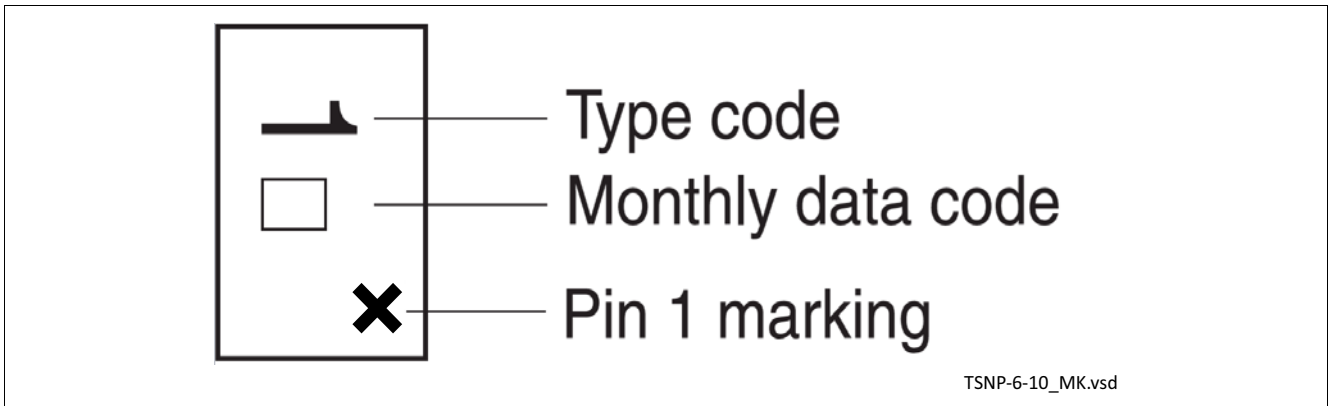 Type code
Monthly data code
Pin 1 marking
TSNP-6-10_MK.vsd